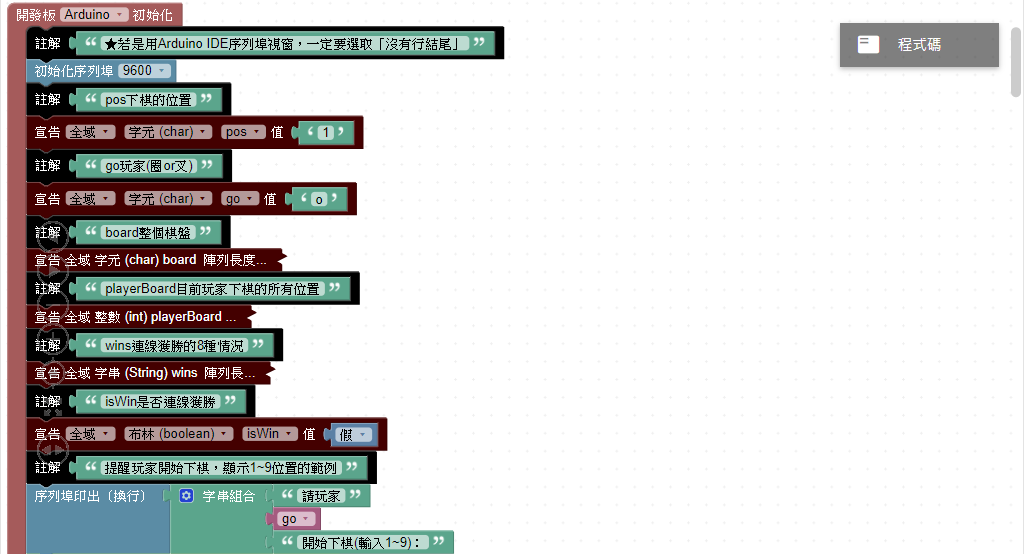 開發板 Arduino 初始化
註解 “ ★若是用Arduino IDE序列埠視窗，一定要選取「沒有行結尾」 ”
程式碼
初始化序列埠 9600
註解 “ pos下棋的位置 ”
宣告 全域 字元 (char) pos 值 ‘ 1 ’
註解 “ go玩家(圈or叉) ”
宣告 全域 字元 (char) go 值 ‘ o ’
註解 “ board整個棋盤 ”
宣告 全域 字元 (char) board 陣列長度...
註解 “ playerBoard目前玩家下棋的所有位置 ”
宣告 全域 整數 (int) playerBoard ...
註解 “ wins連線獲勝的8種情況 ”
宣告 全域 字串 (String) wins 陣列長...
註解 “ isWin是否連線獲勝 ”
宣告 全域 布林 (boolean) isWin 值 假
註解 “ 提醒玩家開始下棋，顯示1~9位置的範例 ”
序列埠印出（換行） 字串組合 “ 請玩家 ”
go
“ 開始下棋(輸入1~9)： ”